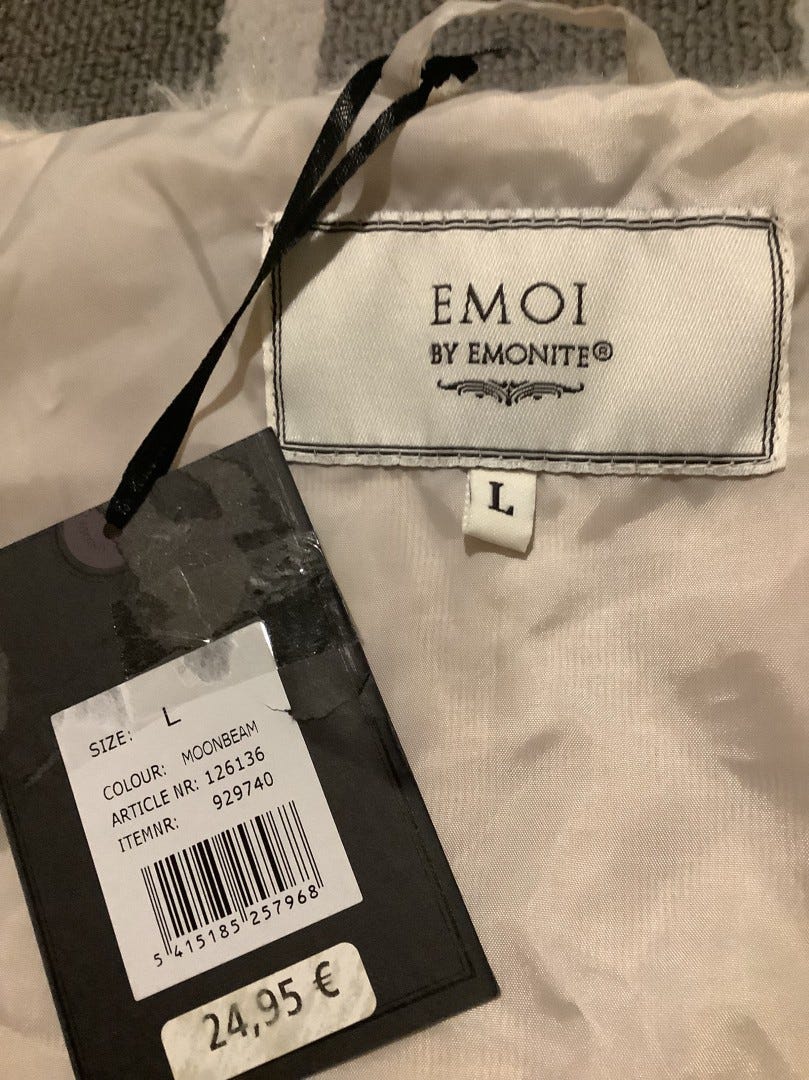 EMOI
BY EMONITE®
L
SIZE: L
COLOUR: MOONBEAM
ARTICLE NR: 126136
ITEMNR: 929740
5 415185 257968
24,95 €